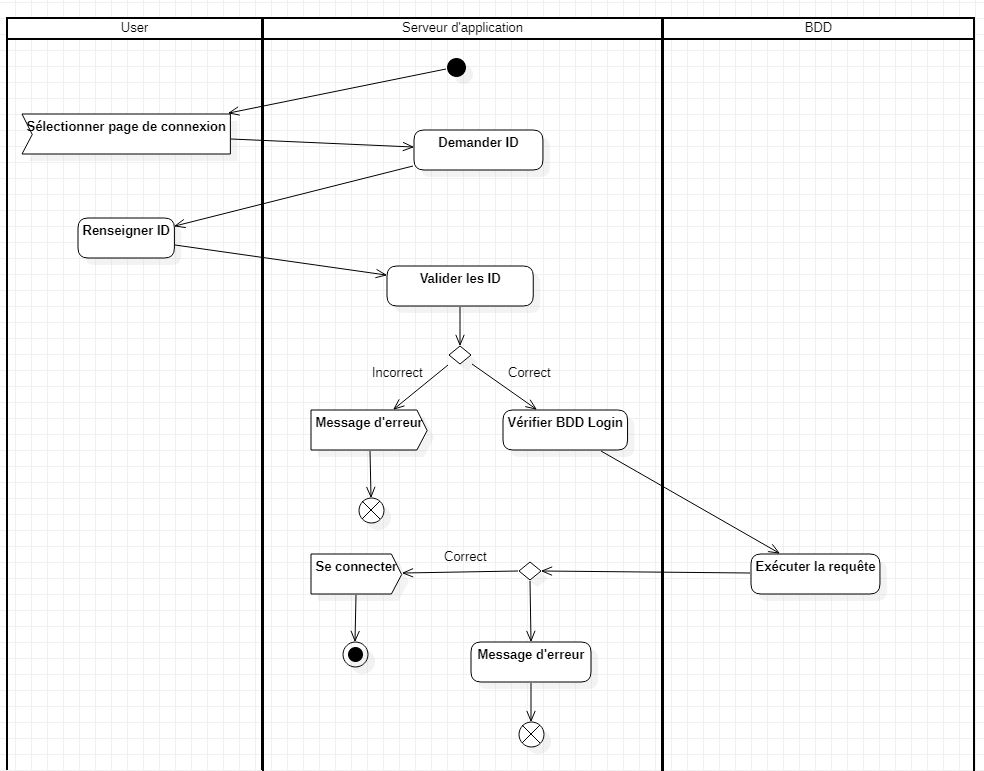 User
Serveur d'application
BDD
Sélectionner page de connexion
Demander ID
Renseigner ID
Valider les ID
Incorrect
Correct
Message d'erreur
Vérifier BDD Login
Correct
Se connecter
Exécuter la requête
Message d'erreur